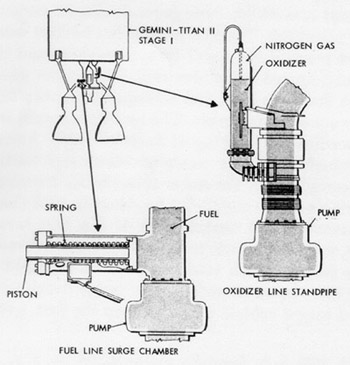 GEMINI-TITAN II
STAGE I
NITROGEN GAS
OXIDIZER
SPRING
FUEL
PUMP
PISTON
OXIDIZER LINE STANDPIPE
PUMP
FUEL LINE SURGE CHAMBER